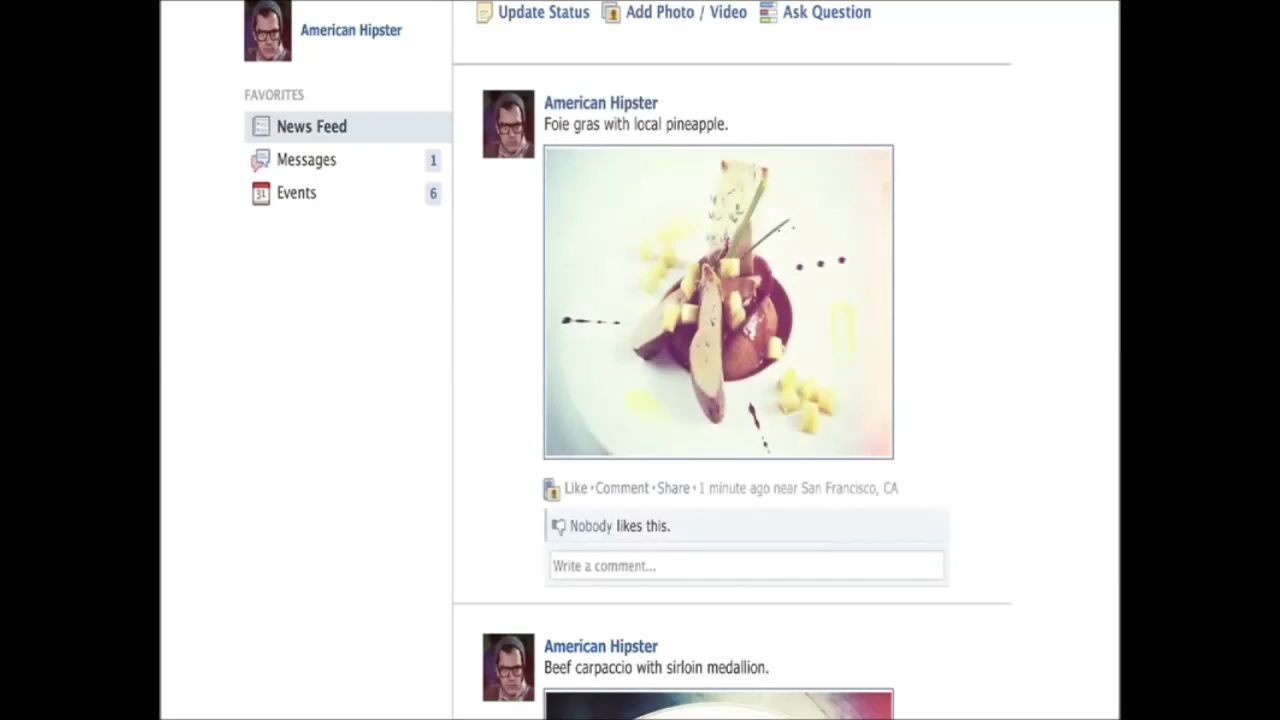 American Hipster
Update Status
Add Photo / Video
Ask Question
FAVORITES
News Feed
Messages 1
31 Events 6
American Hipster
Foie gras with local pineapple.
Like · Comment · Share · 1 minute ago near San Francisco, CA
Nobody likes this.
Write a comment...
American Hipster
Beef carpaccio with sirloin medallion.